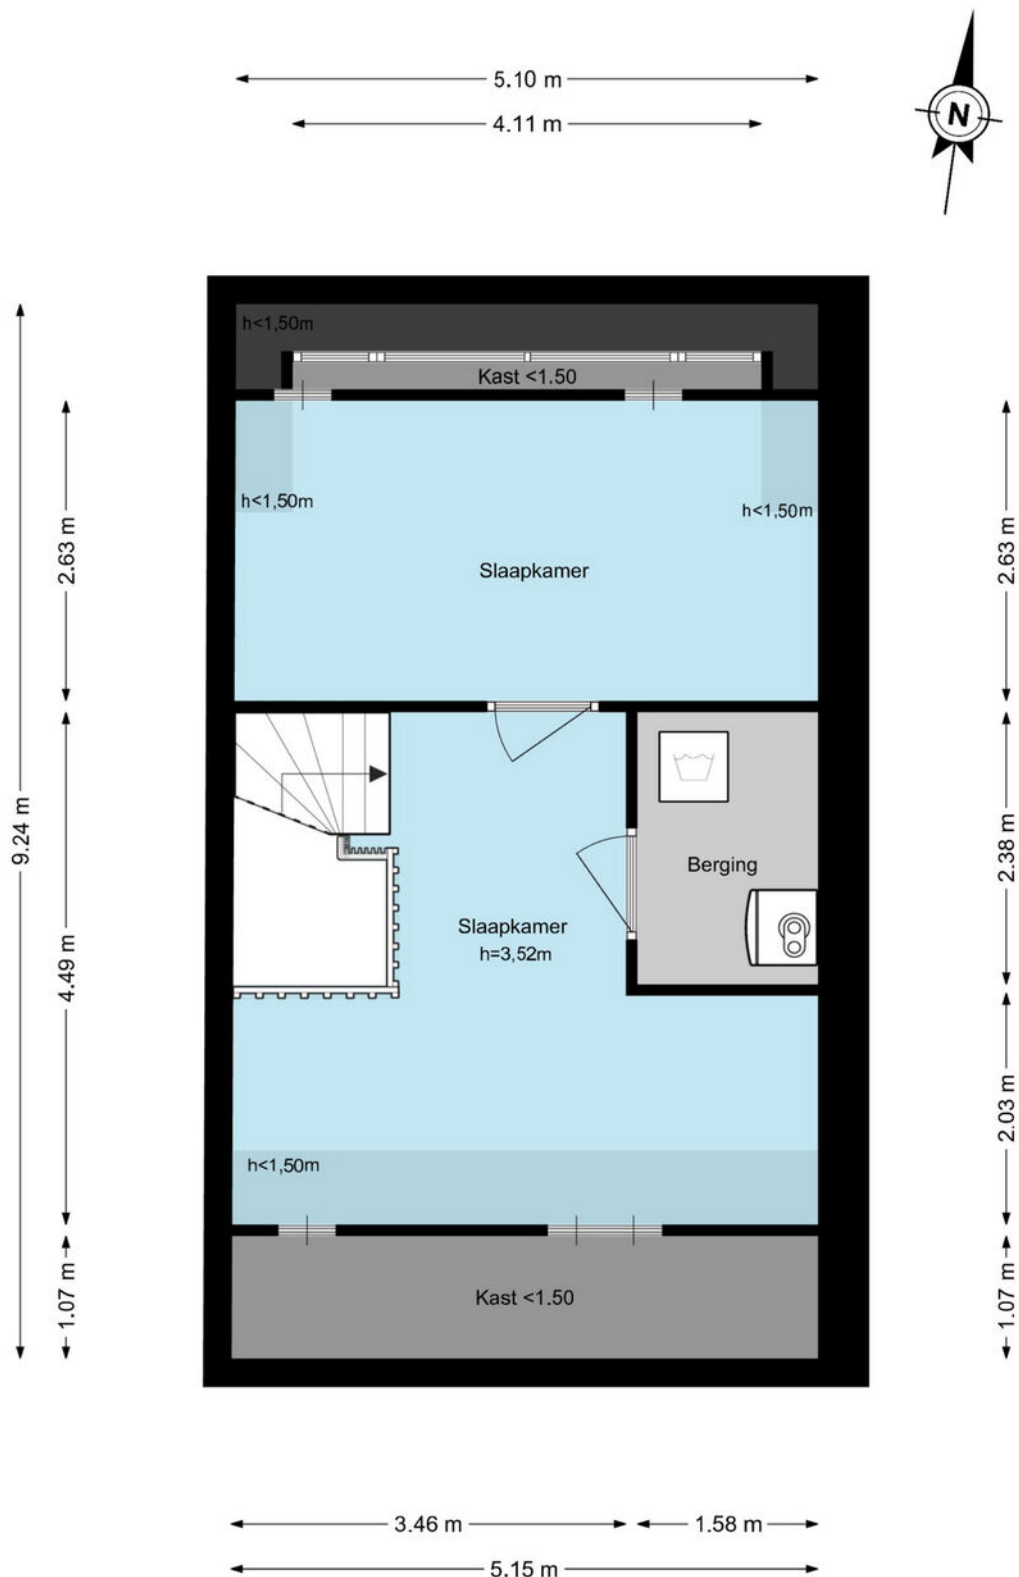 5.10 m
4.11 m
N
h<1,50m
Kast <1.50
h<1,50m
h<1,50m
Slaapkamer
2.63 m
2.63 m
9.24 m
Berging
2.38 m
Slaapkamer
h=3,52m
4.49 m
2.03 m
h<1,50m
Kast <1.50
1.07 m
1.07 m
3.46 m
1.58 m
5.15 m